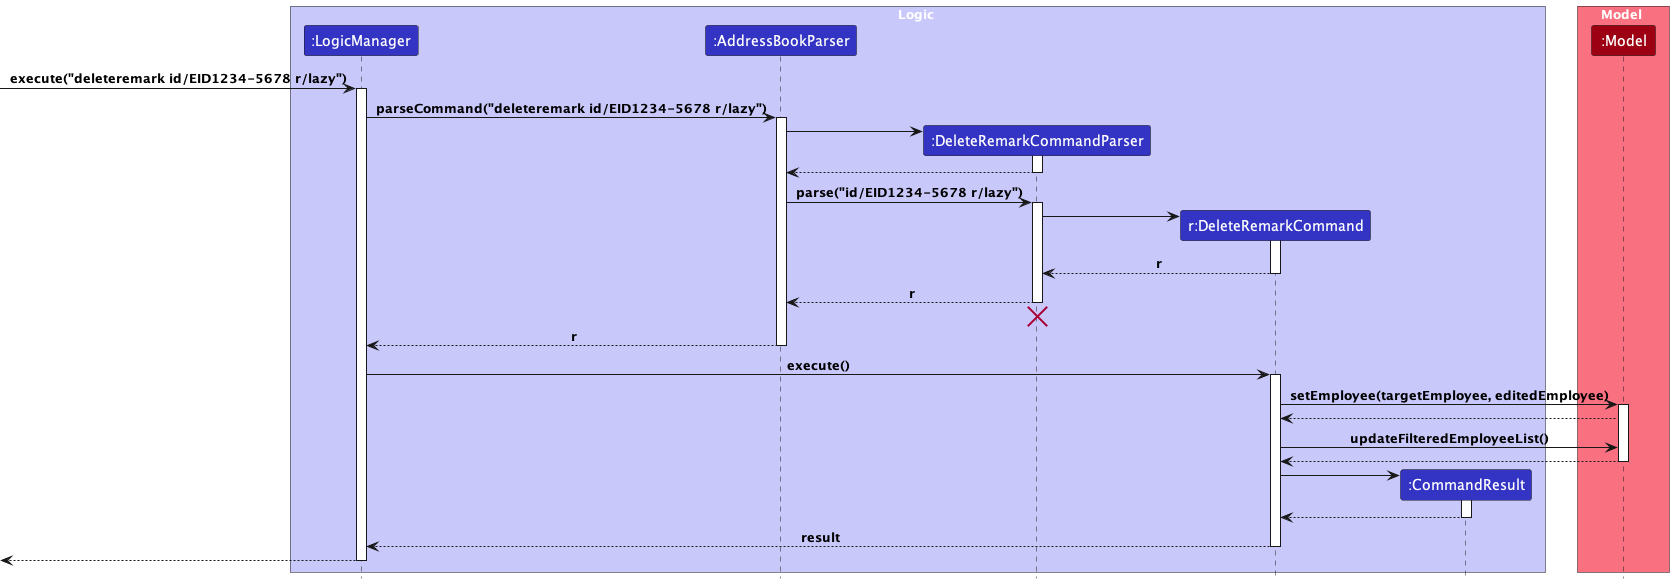 Logic
Model
:LogicManager
:AddressBookParser
:Model
execute("deleteremark id/EID1234-5678 r/lazy")
parseCommand("deleteremark id/EID1234-5678 r/lazy")
:DeleteRemarkCommandParser
parse("id/EID1234-5678 r/lazy")
r:DeleteRemarkCommand
r
r
r
execute()
setEmployee(targetEmployee, editedEmployee)
updateFilteredEmployeeList()
:CommandResult
result